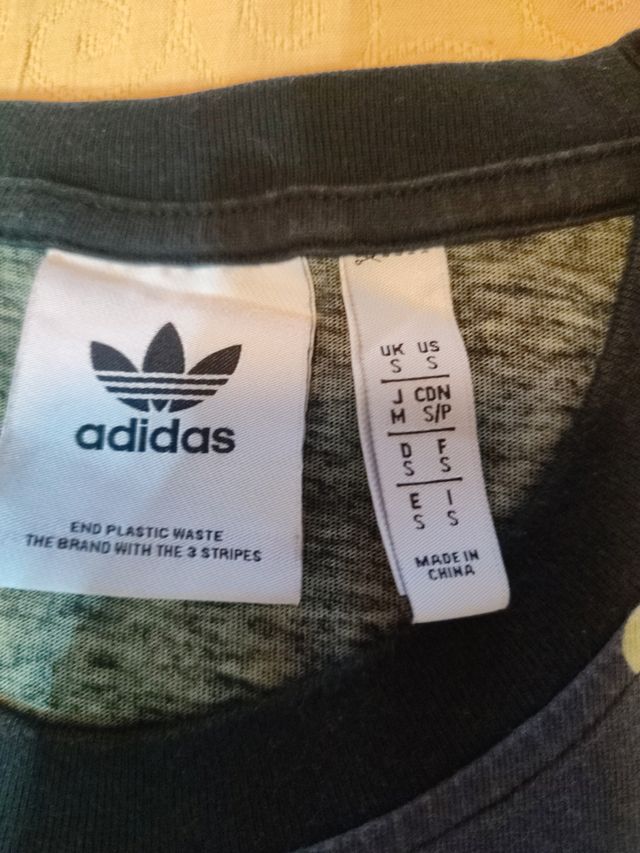 adidas
END PLASTIC WASTE
THE BRAND WITH THE 3 STRIPES
UK US
S S
J CDN
M S/P
D F
S S
E I
S S
MADE IN
CHINA